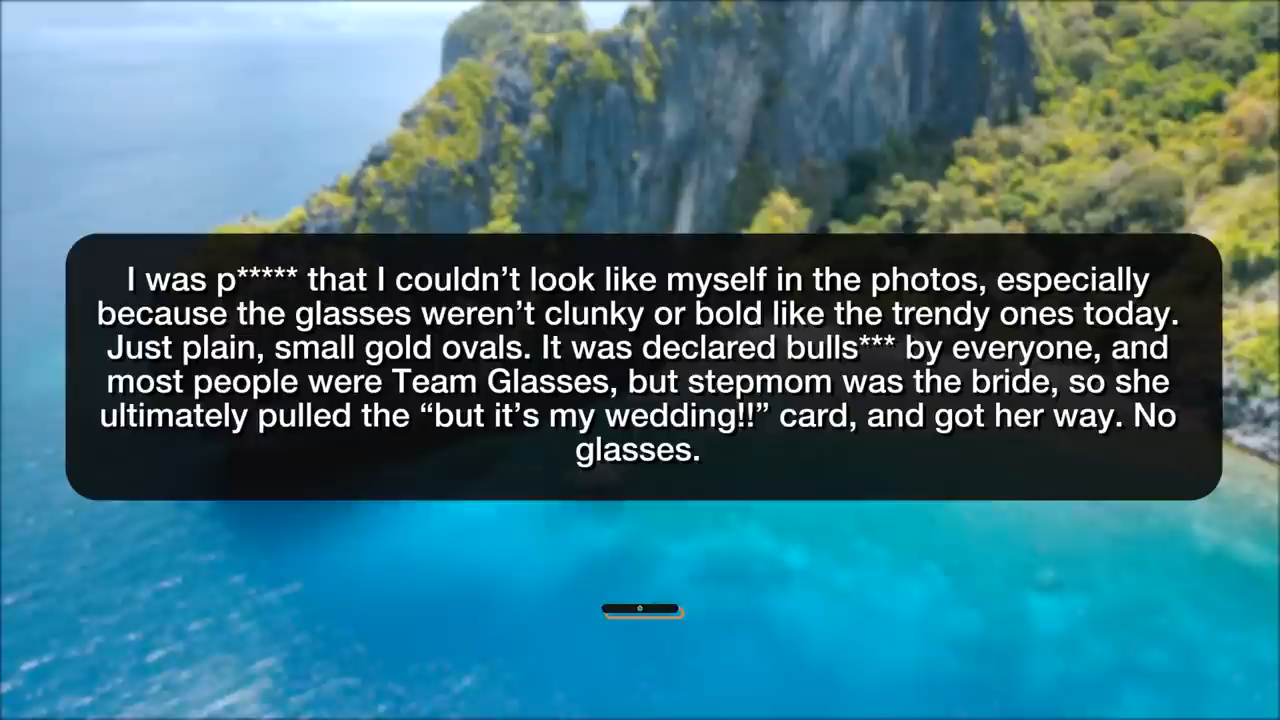 I was p***** that I couldn’t look like myself in the photos, especially
because the glasses weren’t clunky or bold like the trendy ones today.
Just plain, small gold ovals. It was declared bulls*** by everyone, and
most people were Team Glasses, but stepmom was the bride, so she
ultimately pulled the “but it’s my wedding!!” card, and got her way. No
glasses.